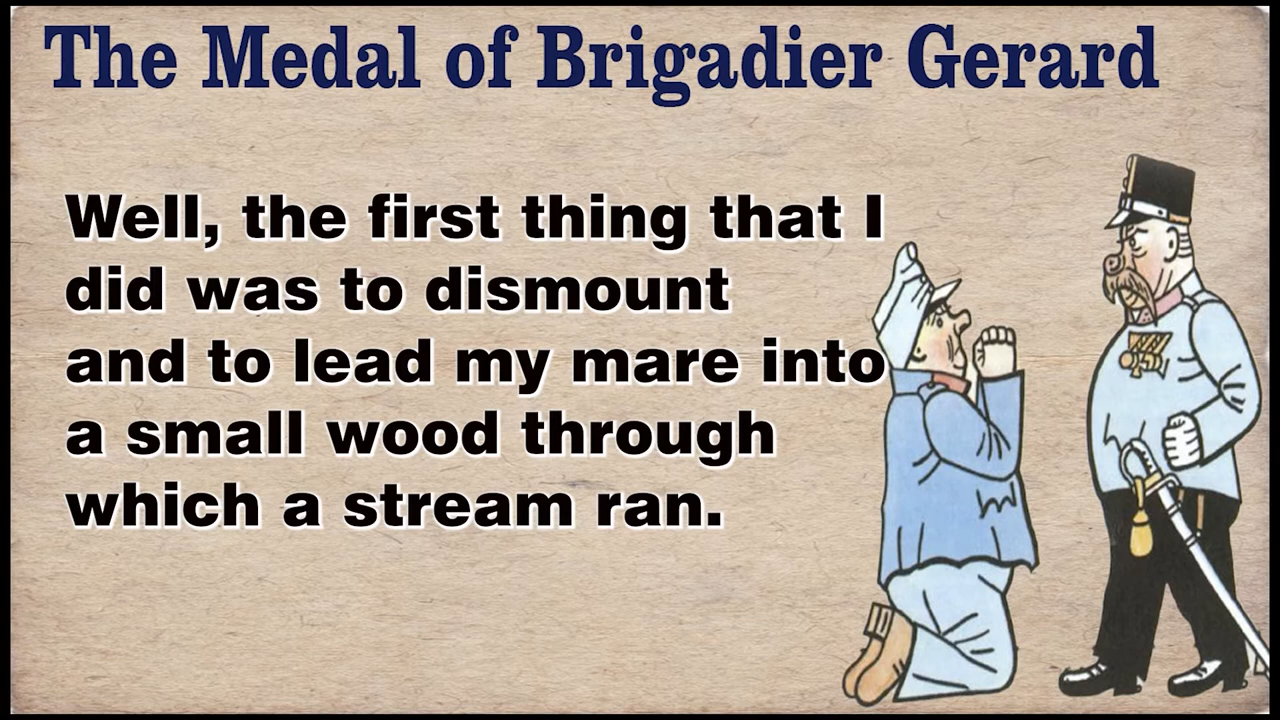 The Medal of Brigadier Gerard
Well, the first thing that I
did was to dismount
and to lead my mare into
a small wood through
which a stream ran.